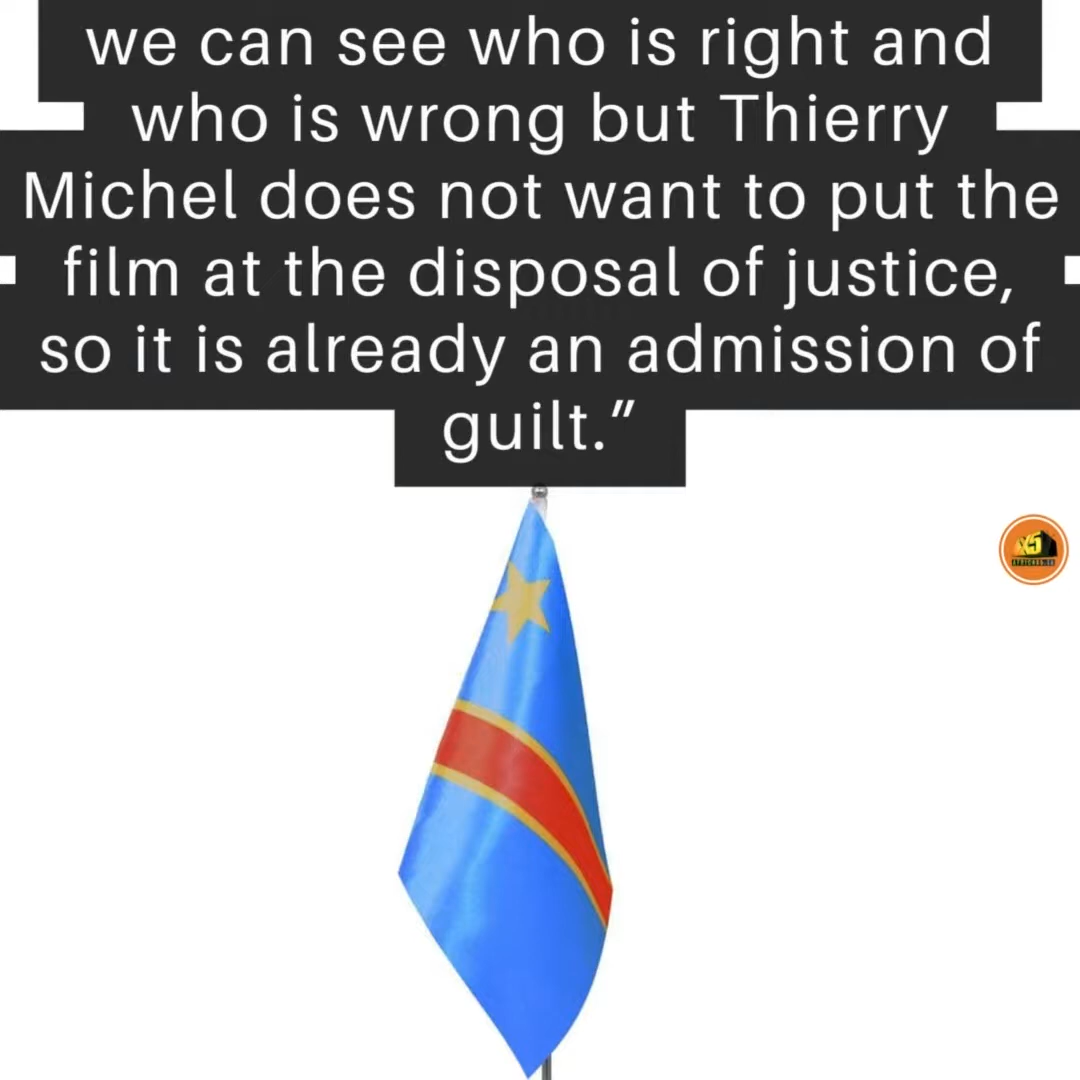 we can see who is right and
who is wrong but Thierry
Michel does not want to put the
film at the disposal of justice,
so it is already an admission of
guilt.”
X5